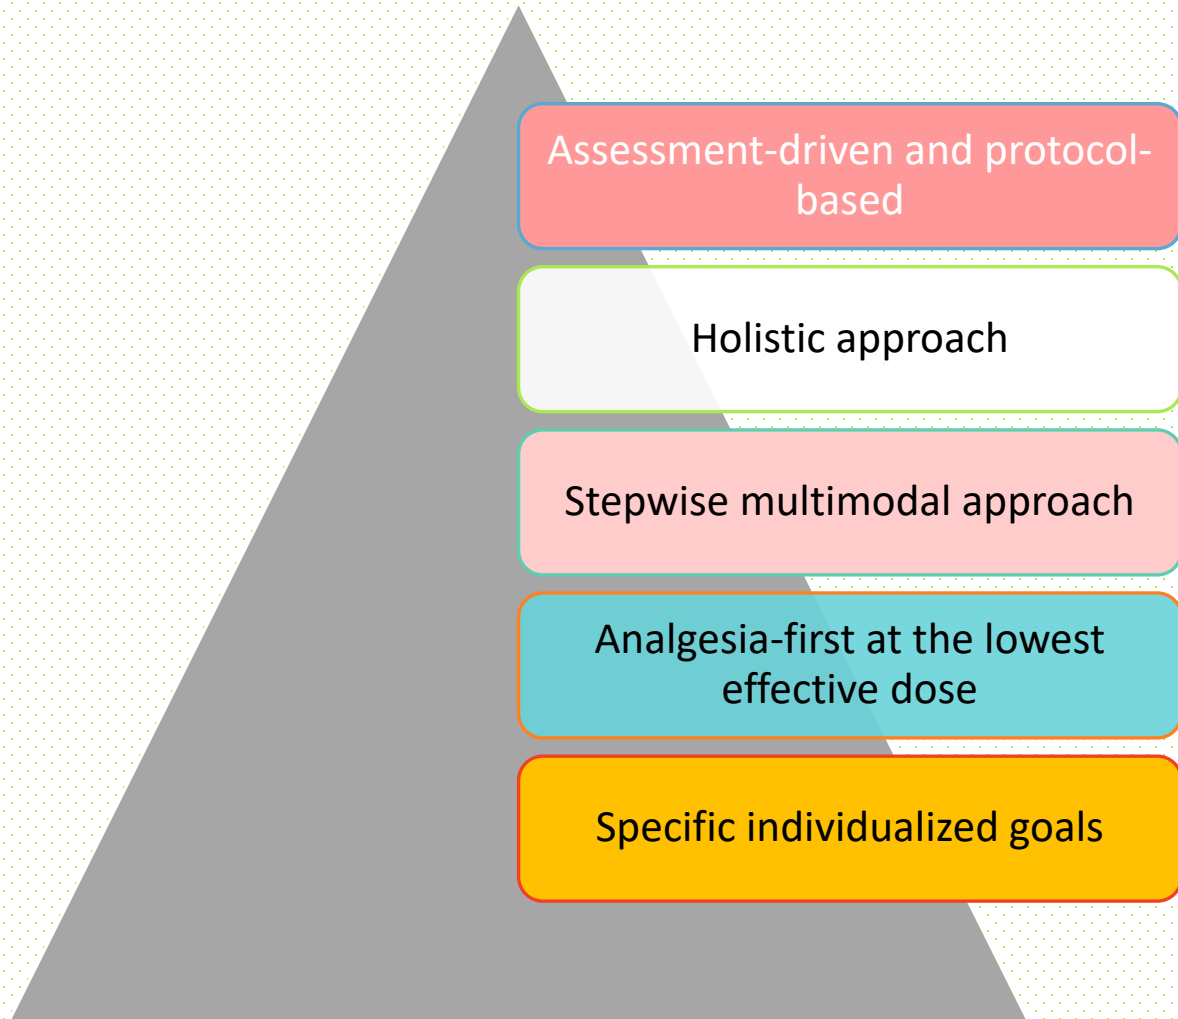 Assessment-driven and protocol-
based
Holistic approach
Stepwise multimodal approach
Analgesia-first at the lowest
effective dose
Specific individualized goals